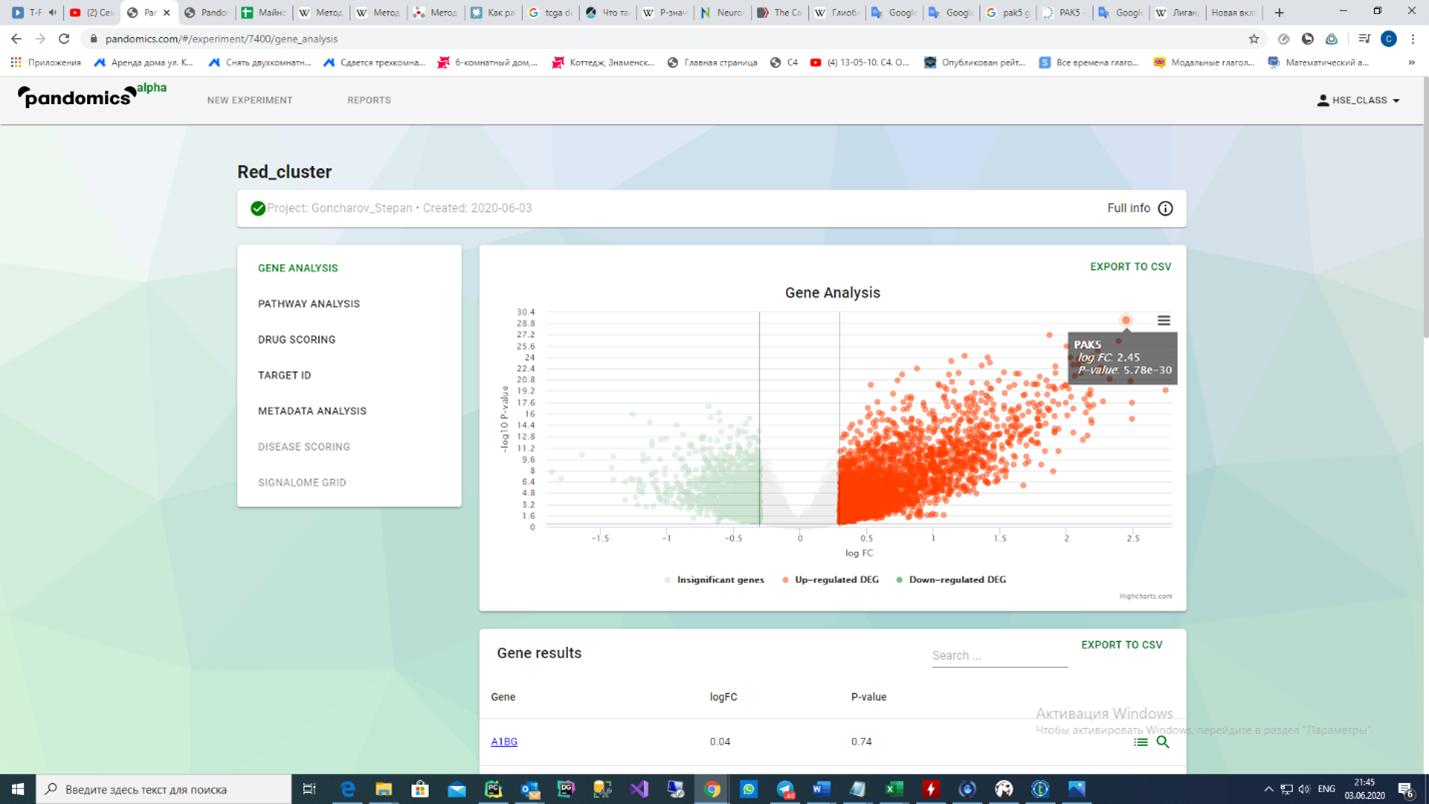 Т-F
(2) Сем
Par
Pando
Майнс
Метод
Метод
Метод
Как ра
tcga da
Что та
Р-знач
Neuro
The Ca
Глиоб
Google
Google
pak5 g
PAK5 -
Google
Лиган
Новая вкл
pandomics.com/#/experiment/7400/gene_analysis
С
Приложения
Аренда дома ул. К...
Снять двухкомнатн...
Сдается трехкомна...
6-комнатный дом,...
Коттедж, Знаменск...
Главная страница
C4
(4) 13-05-10. C4. О...
Опубликован рейт...
Все времена глаго...
Модальные глагол...
Математический а...
»
pandomics alpha
NEW EXPERIMENT
REPORTS
HSE_CLASS
Red_cluster
Project: Goncharov_Stepan • Created: 2020-06-03
Full info
GENE ANALYSIS
PATHWAY ANALYSIS
DRUG SCORING
TARGET ID
METADATA ANALYSIS
DISEASE SCORING
SIGNALOME GRID
EXPORT TO CSV
Gene Analysis
-log10 P-value
30.4
28.8
27.2
25.6
24
22.4
20.8
19.2
17.6
16
14.4
12.8
11.2
9.6
8
6.4
4.8
3.2
1.6
0
PAK5
log FC: 2.45
P-value: 5.78e-30
-1.5 -1 -0.5 0 0.5 1 1.5 2 2.5
log FC
Insignificant genes Up-regulated DEG Down-regulated DEG
Highcharts.com
Gene results
Search ...
EXPORT TO CSV
Gene logFC P-value
A1BG 0.04 0.74
Активация Windows
Чтобы активировать Windows, перейдите в раздел "Параметры".
Введите здесь текст для поиска
ENG
21:45
03.06.2020
6